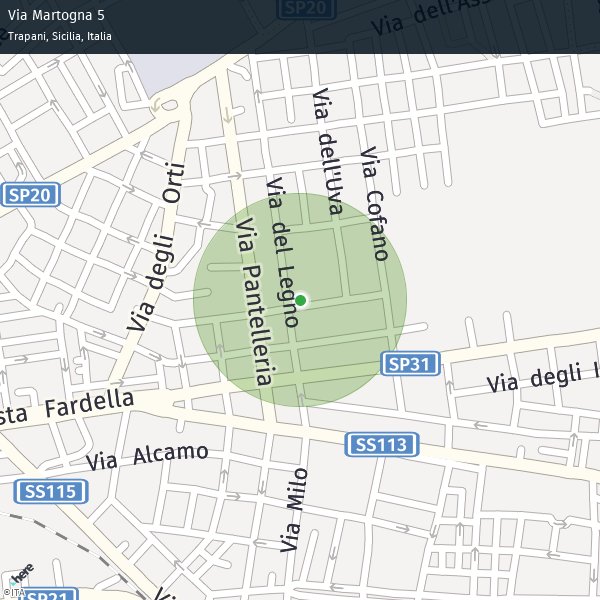 Via Martogna 5
Trapani, Sicilia, Italia
SP20
Via dell'Ass
Via dell'Uva
Via Cofano
SP20
Via degli Orti
Via del Legno
Via Pantelleria
SP31
Via degli I
sta Fardella
SS113
Via Alcamo
SS115
Via Milo
here
©ITA
SP21
Via